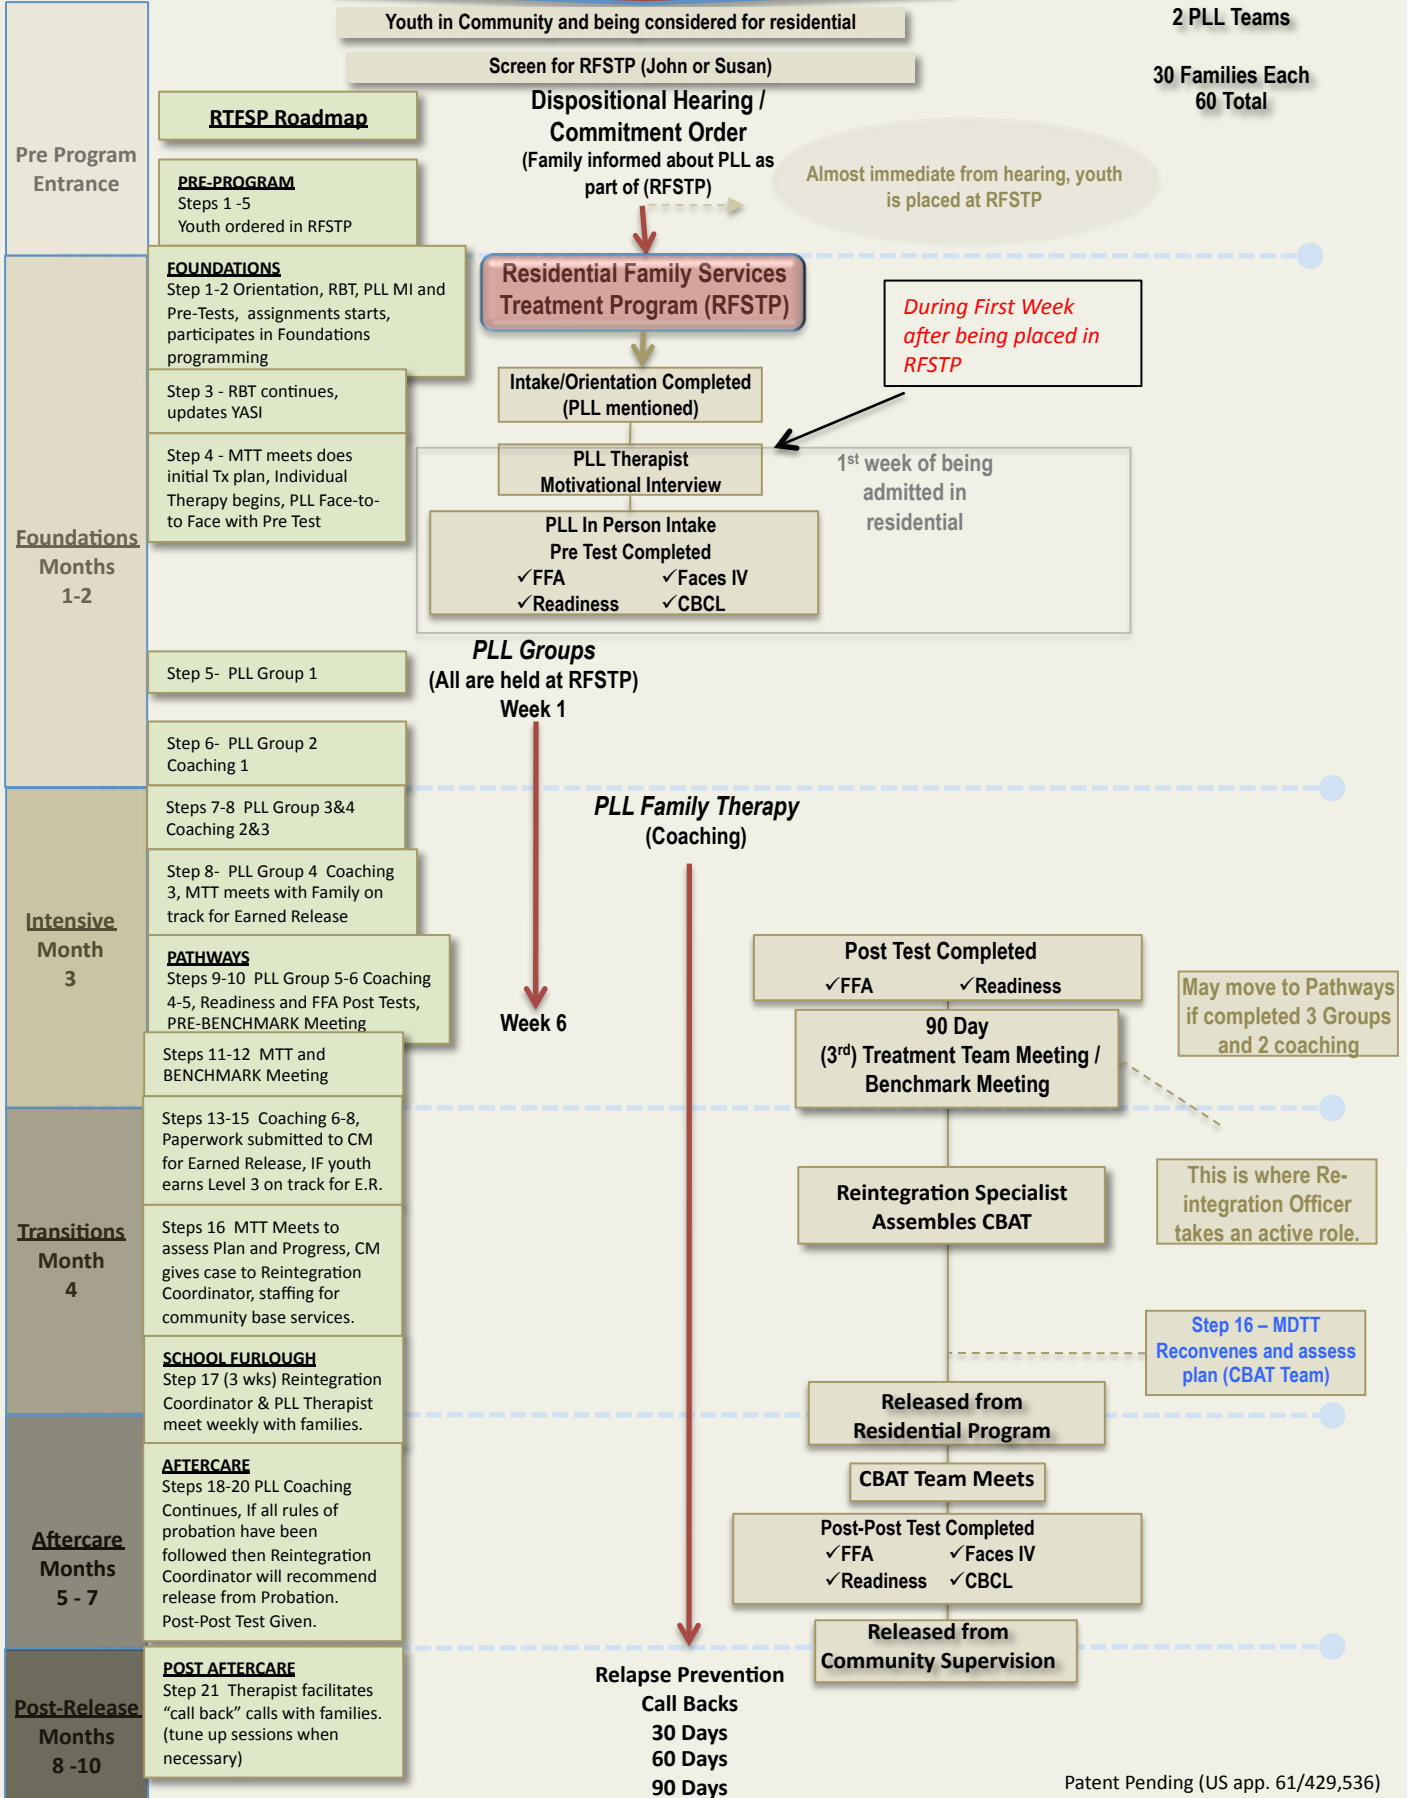 Youth in Community and being considered for residential
2 PLL Teams
Screen for RFSTP (John or Susan)
30 Families Each
60 Total
RTFSP Roadmap
Dispositional Hearing /
Commitment Order
(Family informed about PLL as
part of (RFSTP)
Almost immediate from hearing, youth
is placed at RFSTP
Pre Program
Entrance
PRE-PROGRAM
Steps 1 -5
Youth ordered in RFSTP
FOUNDATIONS
Step 1-2 Orientation, RBT, PLL MI and
Pre-Tests, assignments starts,
participates in Foundations
programming
Residential Family Services
Treatment Program (RFSTP)
During First Week
after being placed in
RFSTP
Step 3 - RBT continues,
updates YASI
Intake/Orientation Completed
(PLL mentioned)
Step 4 - MTT meets does
initial Tx plan, Individual
Therapy begins, PLL Face-to-
to Face with Pre Test
PLL Therapist
Motivational Interview
1st week of being
admitted in
residential
PLL In Person Intake
Pre Test Completed
✓FFA ✓Faces IV
✓Readiness ✓CBCL
Foundations
Months
1-2
Step 5- PLL Group 1
PLL Groups
(All are held at RFSTP)
Week 1
Step 6- PLL Group 2
Coaching 1
Steps 7-8 PLL Group 3&4
Coaching 2&3
PLL Family Therapy
(Coaching)
Step 8- PLL Group 4 Coaching
3, MTT meets with Family on
track for Earned Release
Intensive
Month
3
PATHWAYS
Steps 9-10 PLL Group 5-6 Coaching
4-5, Readiness and FFA Post Tests,
PRE-BENCHMARK Meeting
Week 6
Post Test Completed
✓FFA ✓Readiness
May move to Pathways
if completed 3 Groups
and 2 coaching
90 Day
(3rd) Treatment Team Meeting /
Benchmark Meeting
Steps 11-12 MTT and
BENCHMARK Meeting
Steps 13-15 Coaching 6-8,
Paperwork submitted to CM
for Earned Release, IF youth
earns Level 3 on track for E.R.
Reintegration Specialist
Assembles CBAT
This is where Re-
integration Officer
takes an active role.
Transitions
Month
4
Steps 16 MTT Meets to
assess Plan and Progress, CM
gives case to Reintegration
Coordinator, staffing for
community base services.
Step 16 – MDTT
Reconvenes and assess
plan (CBAT Team)
SCHOOL FURLOUGH
Step 17 (3 wks) Reintegration
Coordinator & PLL Therapist
meet weekly with families.
Released from
Residential Program
CBAT Team Meets
AFTERCARE
Steps 18-20 PLL Coaching
Continues, If all rules of
probation have been
followed then Reintegration
Coordinator will recommend
release from Probation.
Post-Post Test Given.
Aftercare
Months
5 - 7
Post-Post Test Completed
✓FFA ✓Faces IV
✓Readiness ✓CBCL
Released from
Community Supervision
POST AFTERCARE
Step 21 Therapist facilitates
“call back” calls with families.
(tune up sessions when
necessary)
Post-Release
Months
8 -10
Relapse Prevention
Call Backs
30 Days
60 Days
90 Days
Patent Pending (US app. 61/429,536)